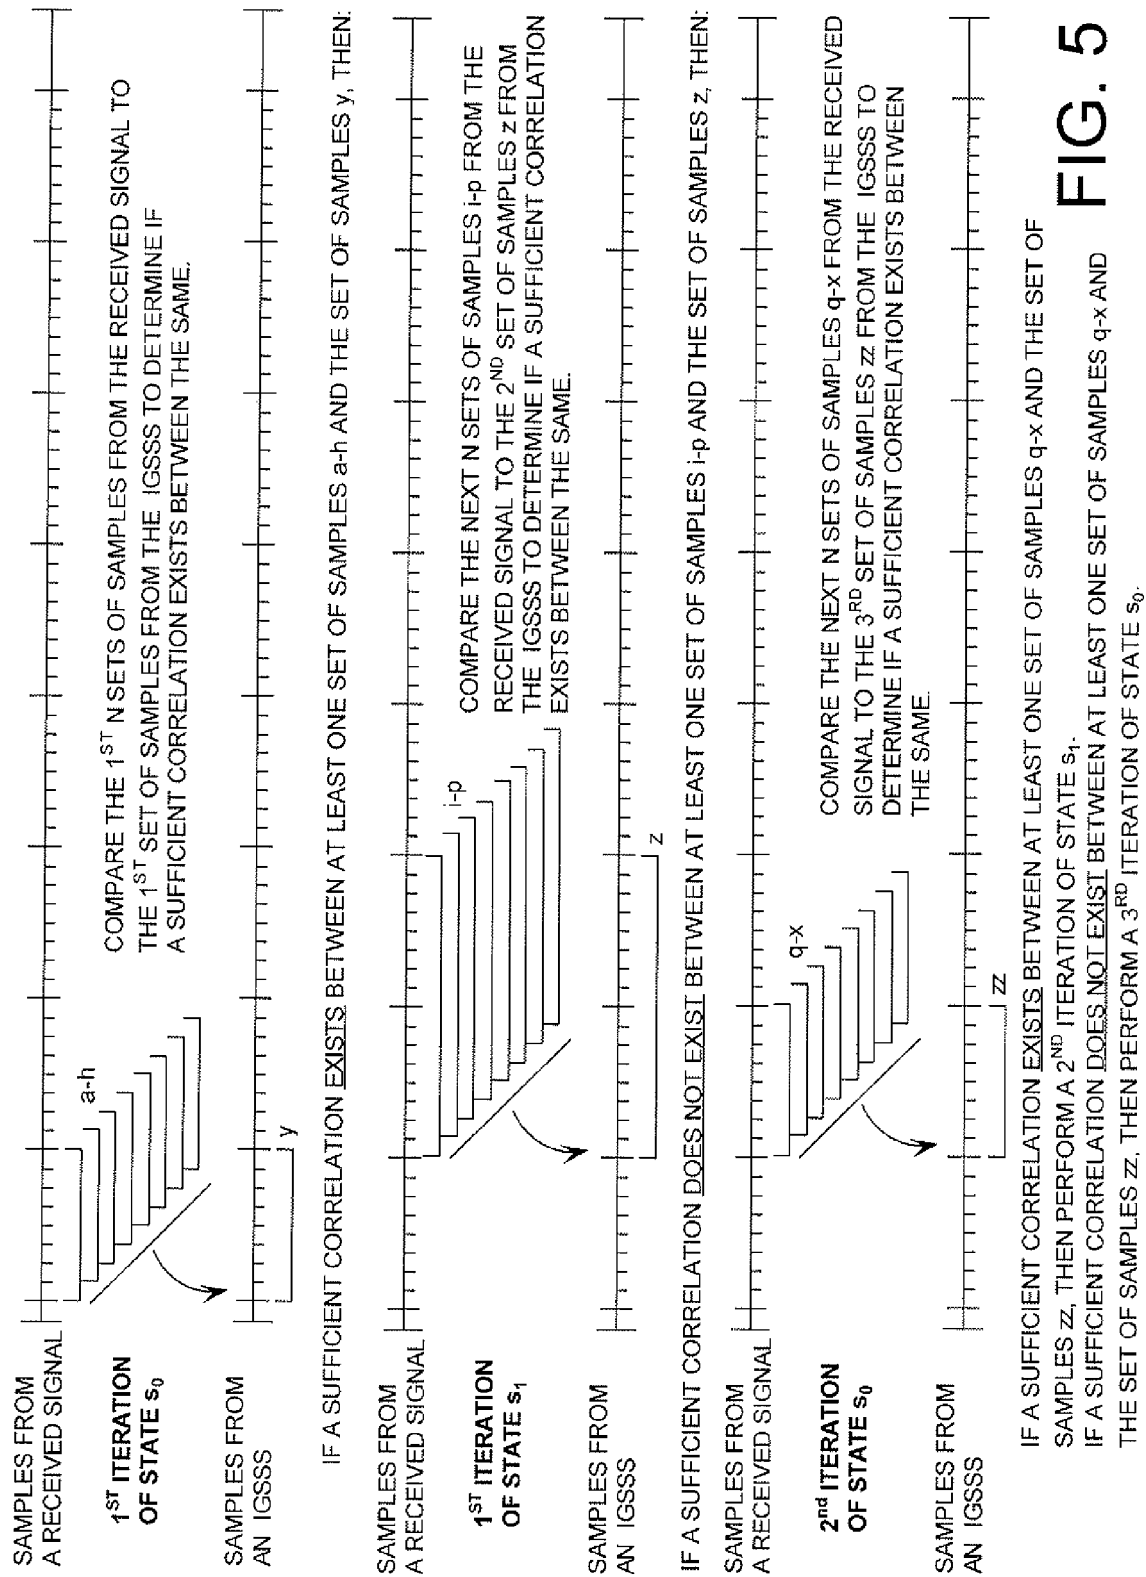 SAMPLES FROM
A RECEIVED SIGNAL
1ST ITERATION
OF STATE s0
a-h
COMPARE THE 1ST N SETS OF SAMPLES FROM THE RECEIVED SIGNAL TO
THE 1ST SET OF SAMPLES FROM THE IGSSS TO DETERMINE IF
A SUFFICIENT CORRELATION EXISTS BETWEEN THE SAME.
SAMPLES FROM
AN IGSSS
y
IF A SUFFICIENT CORRELATION EXISTS BETWEEN AT LEAST ONE SET OF SAMPLES a-h AND THE SET OF SAMPLES y, THEN:
SAMPLES FROM
A RECEIVED SIGNAL
1ST ITERATION
OF STATE s1
i-p
COMPARE THE NEXT N SETS OF SAMPLES i-p FROM THE
RECEIVED SIGNAL TO THE 2ND SET OF SAMPLES z FROM
THE IGSSS TO DETERMINE IF A SUFFICIENT CORRELATION
EXISTS BETWEEN THE SAME.
SAMPLES FROM
AN IGSSS
z
IF A SUFFICIENT CORRELATION DOES NOT EXIST BETWEEN AT LEAST ONE SET OF SAMPLES i-p AND THE SET OF SAMPLES z, THEN:
SAMPLES FROM
A RECEIVED SIGNAL
2nd ITERATION
OF STATE s0
q-x
COMPARE THE NEXT N SETS OF SAMPLES q-x FROM THE RECEIVED
SIGNAL TO THE 3RD SET OF SAMPLES zz FROM THE IGSSS TO
DETERMINE IF A SUFFICIENT CORRELATION EXISTS BETWEEN
THE SAME.
SAMPLES FROM
AN IGSSS
zz
IF A SUFFICIENT CORRELATION EXISTS BETWEEN AT LEAST ONE SET OF SAMPLES q-x AND THE SET OF
SAMPLES zz, THEN PERFORM A 2ND ITERATION OF STATE s1.
IF A SUFFICIENT CORRELATION DOES NOT EXIST BETWEEN AT LEAST ONE SET OF SAMPLES q-x AND
THE SET OF SAMPLES zz, THEN PERFORM A 3RD ITERATION OF STATE s0.
FIG. 5